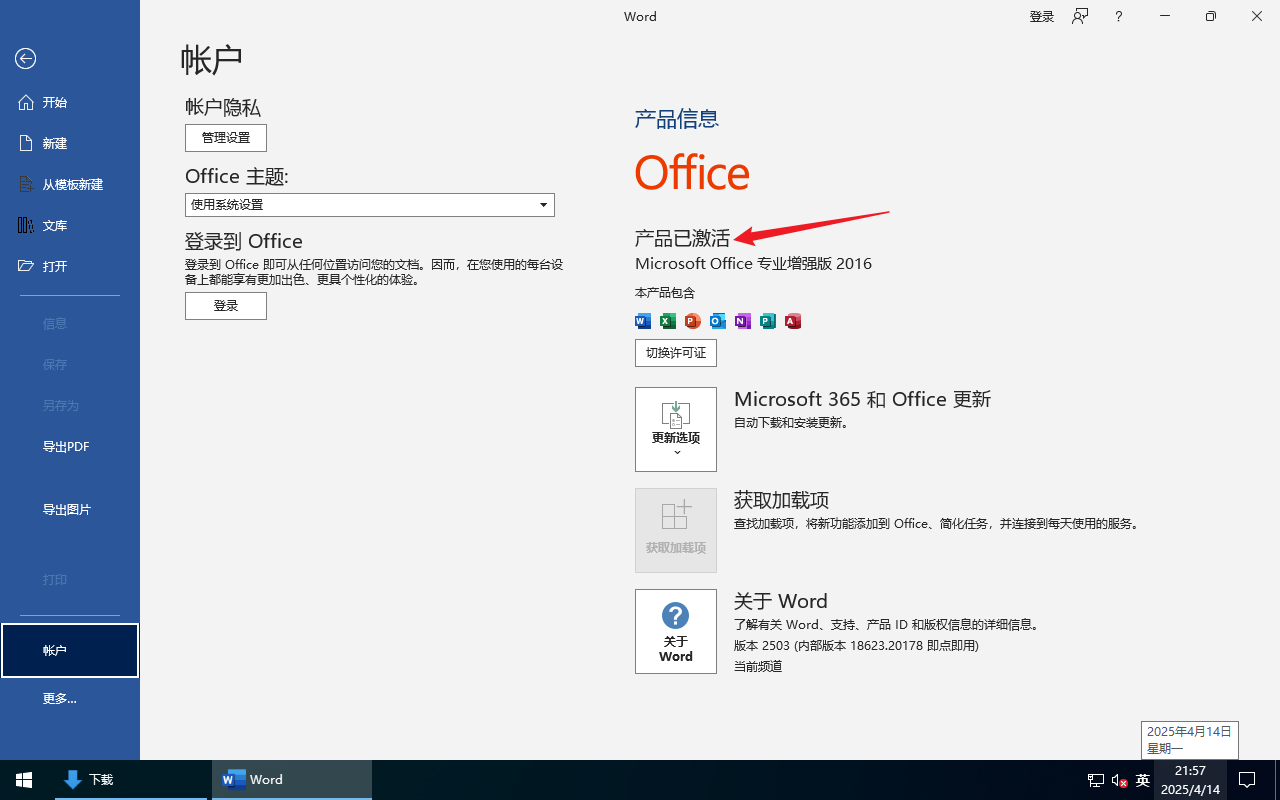 Word
登录
?
开始
新建
从模板新建
文库
打开
信息
保存
另存为
导出PDF
导出图片
打印
帐户
更多...
帐户
帐户隐私
管理设置
Office 主题:
使用系统设置
登录到 Office
登录到 Office 即可从任何位置访问您的文档。因而，在您使用的每台设
备上都能享有更加出色、更具个性化的体验。
登录
产品信息
Office
产品已激活
Microsoft Office 专业增强版 2016
本产品包含
W X P O N P A
切换许可证
更新选项
Microsoft 365 和 Office 更新
自动下载和安装更新。
获取加载项
获取加载项
查找加载项，将新功能添加到 Office、简化任务，并连接到每天使用的服务。
?
关于
Word
关于 Word
了解有关 Word、支持、产品 ID 和版权信息的详细信息。
版本 2503 (内部版本 18623.20178 即点即用)
当前频道
2025年4月14日
星期一
下载
W Word
英
21:57
2025/4/14